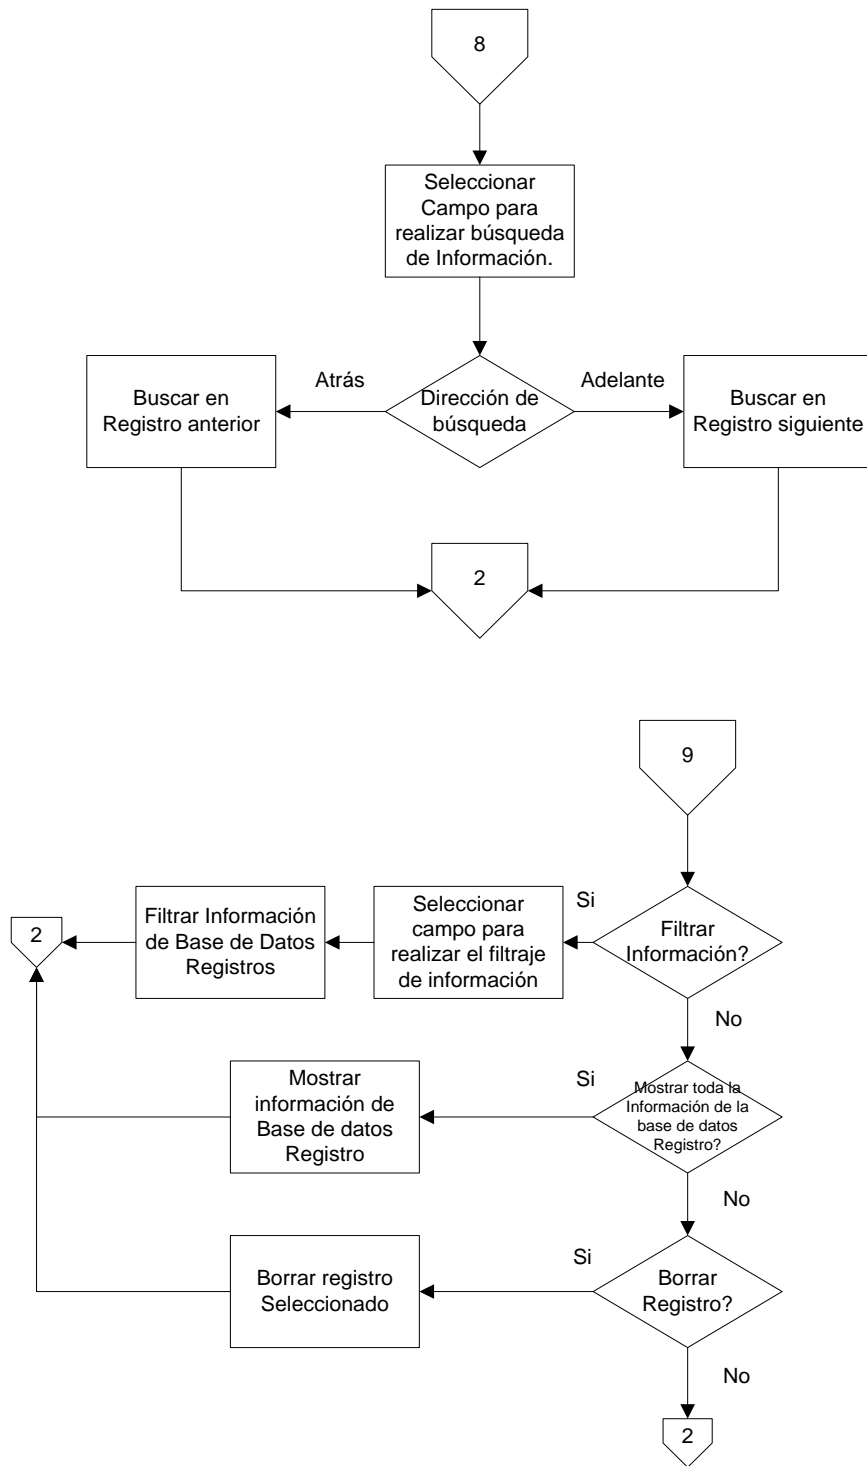 8
Seleccionar
Campo para
realizar búsqueda
de Información.
Atrás
Adelante
Buscar en
Registro anterior
Dirección de
búsqueda
Buscar en
Registro siguiente
2
9
Si
Filtrar
Información?
Seleccionar
campo para
realizar el filtraje
de información
Filtrar Información
de Base de Datos
Registros
2
No
Si
Mostrar toda la
Información de la
base de datos
Registro?
Mostrar
información de
Base de datos
Registro
No
Si
Borrar
Registro?
Borrar registro
Seleccionado
No
2